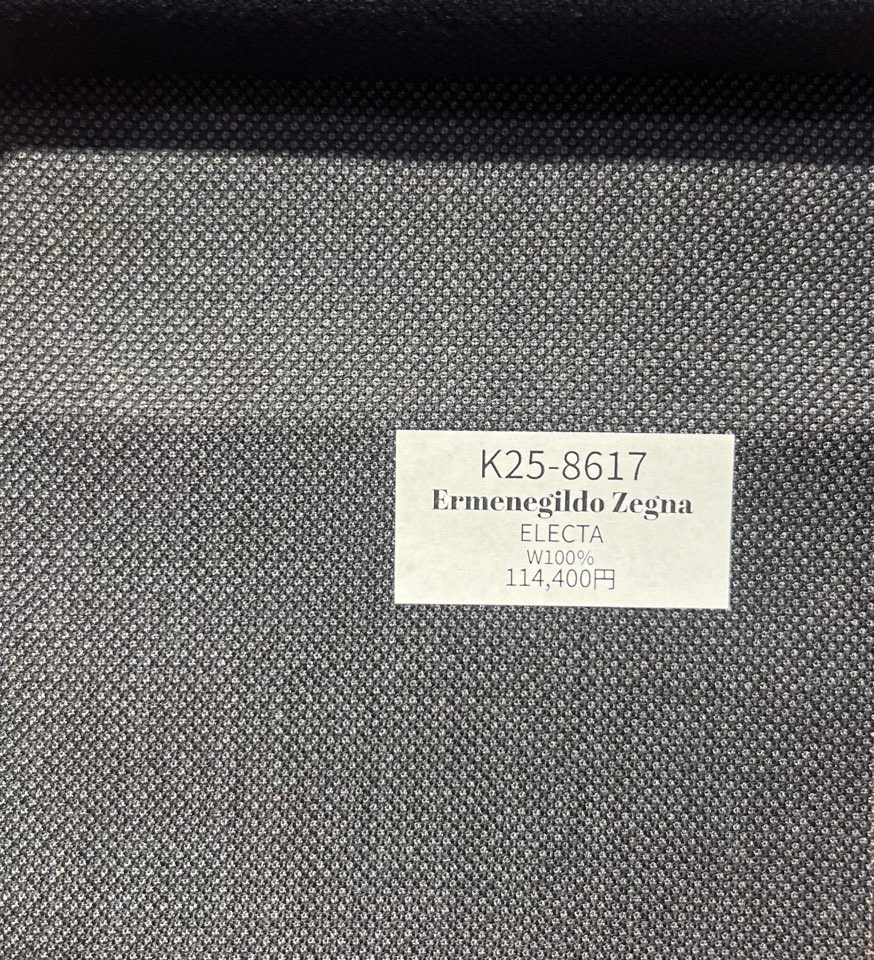 K25-8617
Ermenegildo Zegna
ELECTA
W100%
114,400円